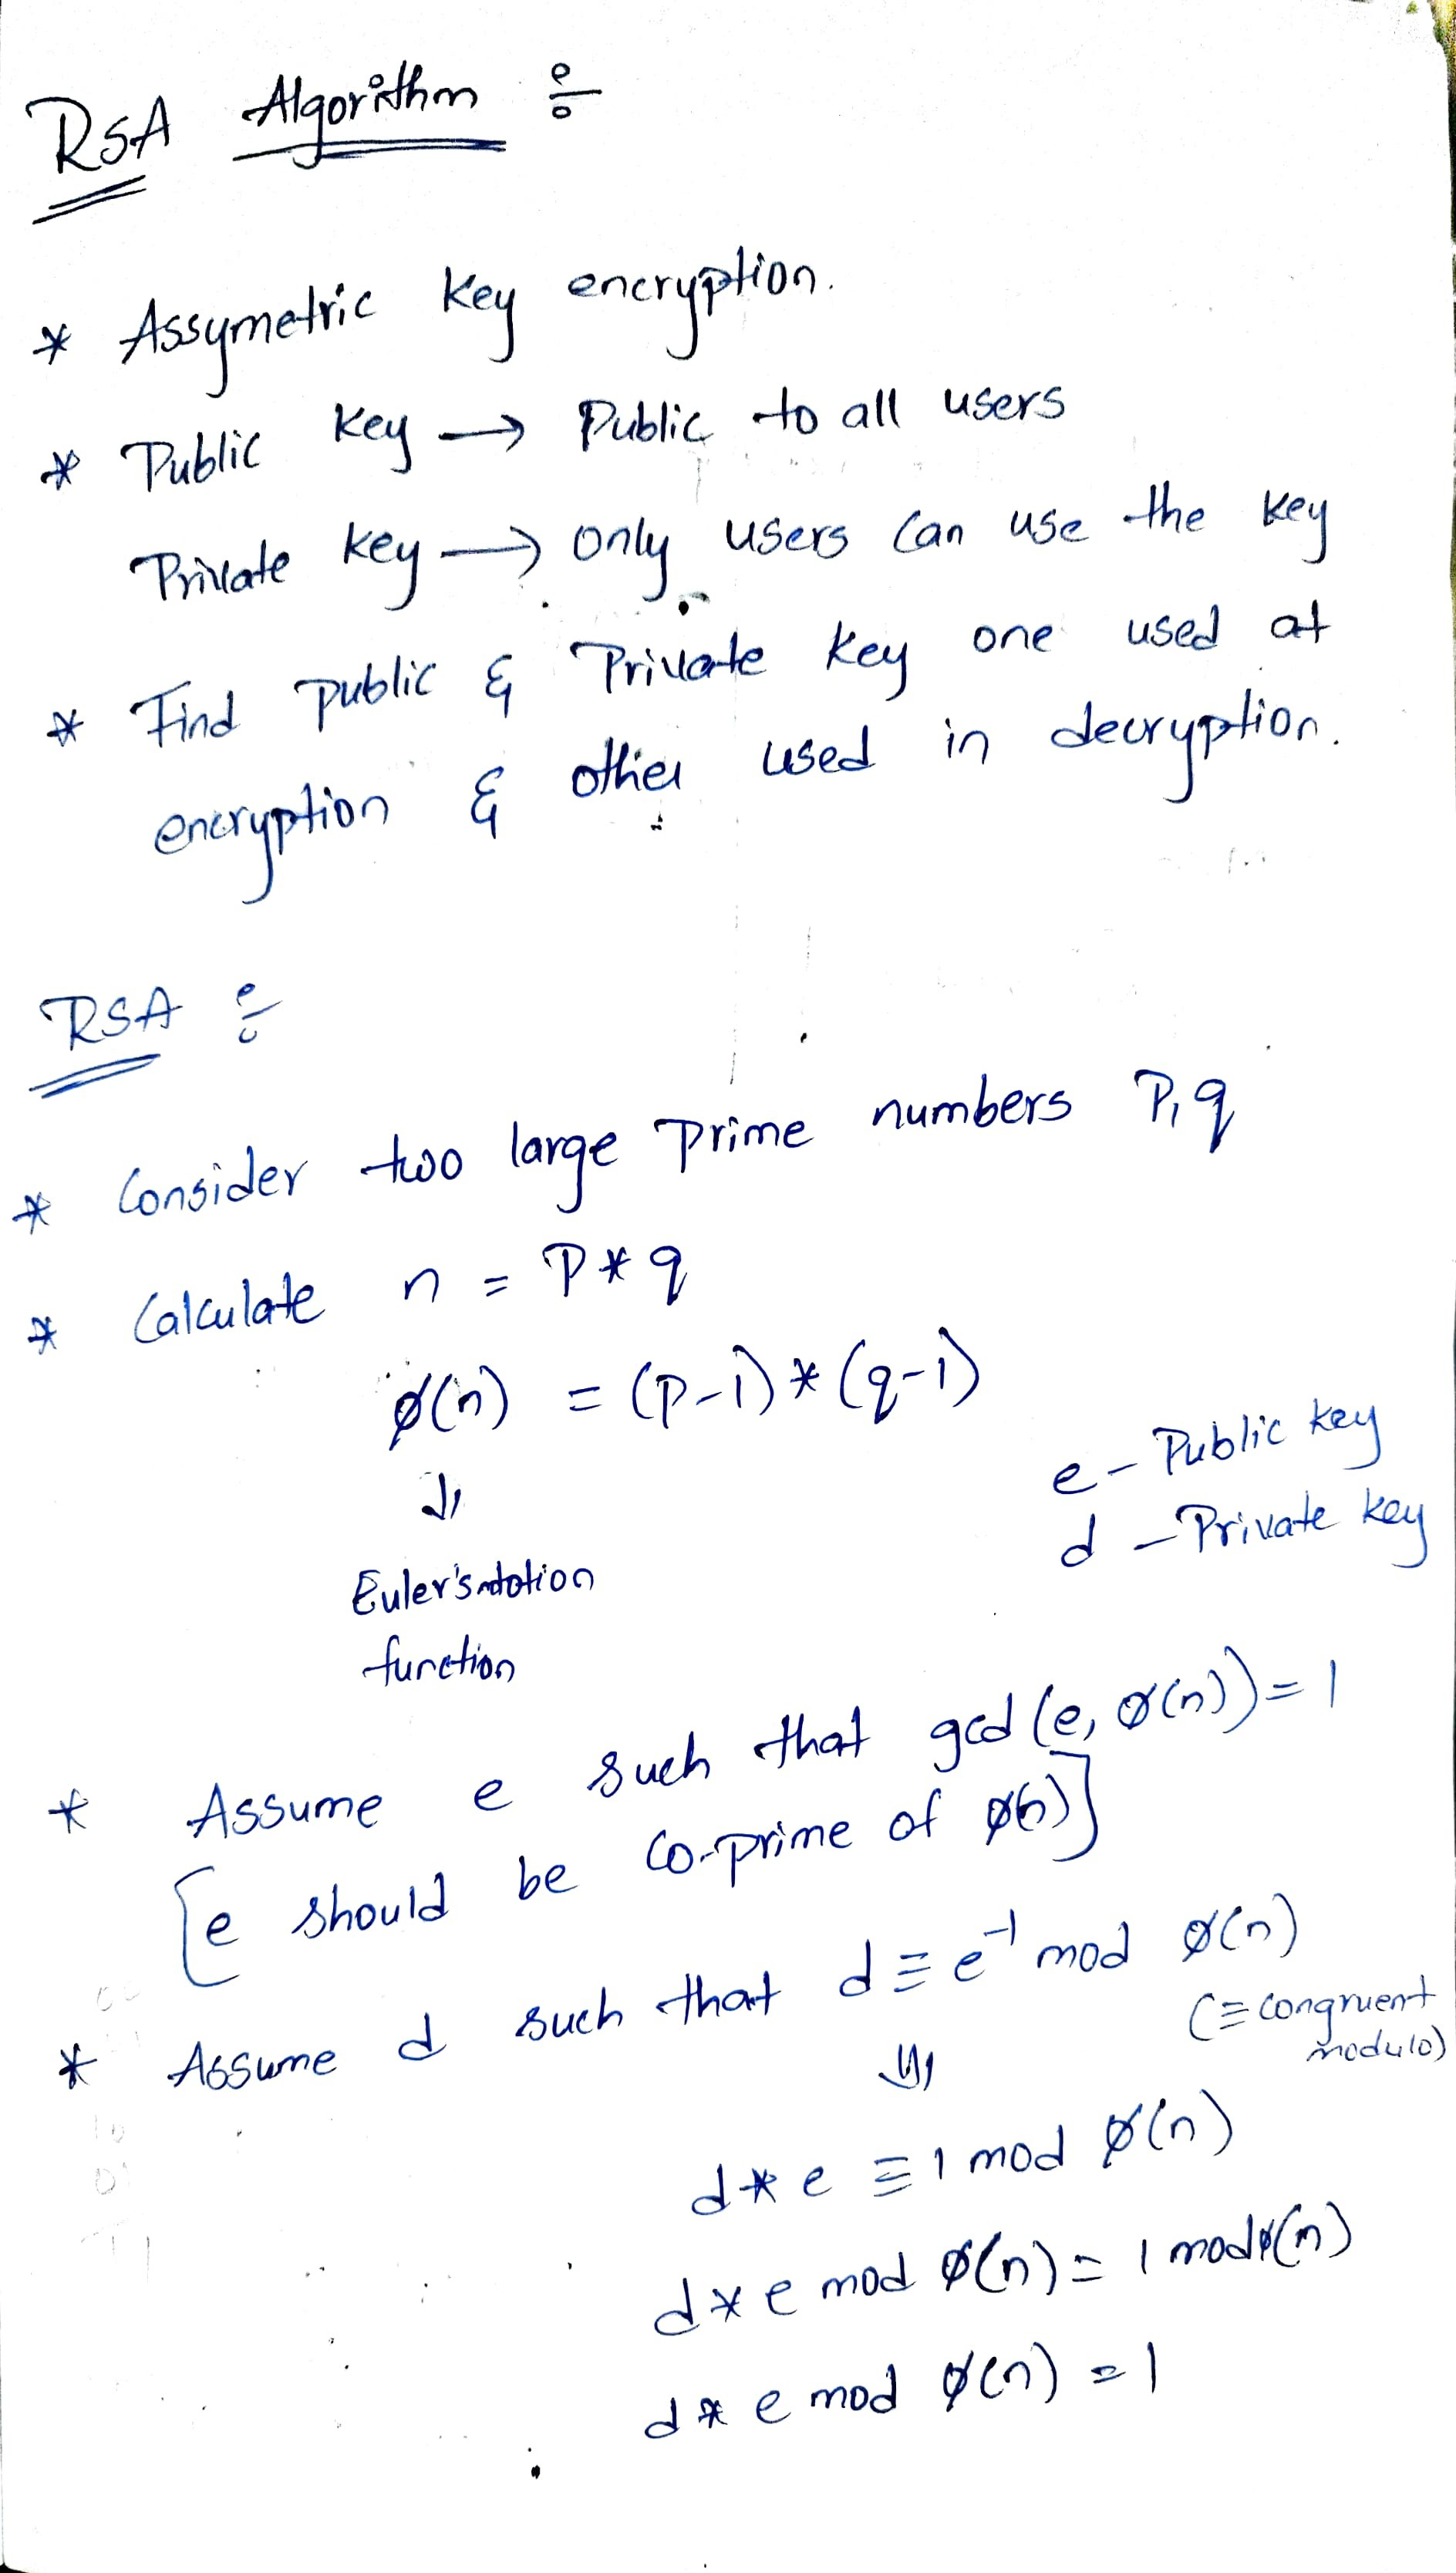 RSA Algorithm :-
* Assymetric Key encryption.
* Public Key → Public to all users
Private Key → only users can use the key
* Find public & Private Key one used at
encryption & other used in decryption.
RSA :-
* Consider two large Prime numbers P, q
* Calculate n = P * q
ø(n) = (P-1) * (q-1)
e - Public key
d - Private key
Euler's
function
* Assume e such that gcd (e, ø(n)) = 1
[e should be Co-prime of ø(n)]
* Assume d such that d ≡ e⁻¹ mod ø(n)
(≡ congruent
modulo)
d * e ≡ 1 mod ø(n)
d * e mod ø(n) = 1 mod ø(n)
d * e mod ø(n) = 1